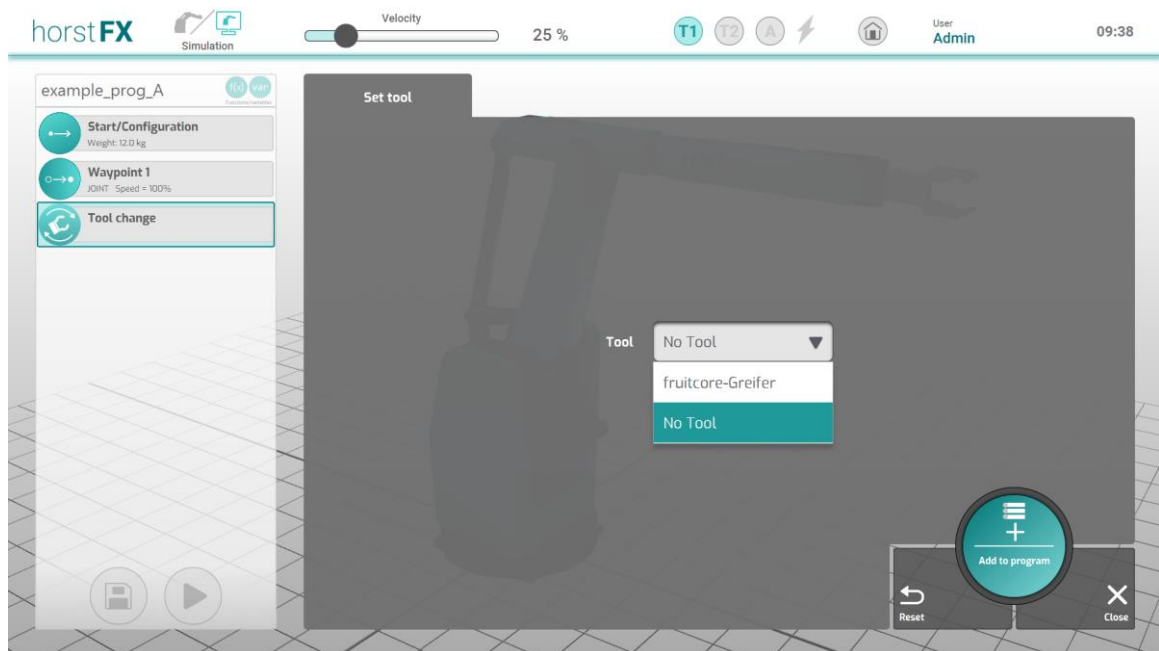 horstFX
Simulation
Velocity
25 %
T1
T2
A
User
Admin
09:38
example_prog_A
f(x)
var
Functions/variables
Start/Configuration
Weight: 12.0 kg
Waypoint 1
JOINT Speed = 100%
Tool change
Set tool
Tool
No Tool
fruitcore-Greifer
No Tool
Add to program
Reset
Close